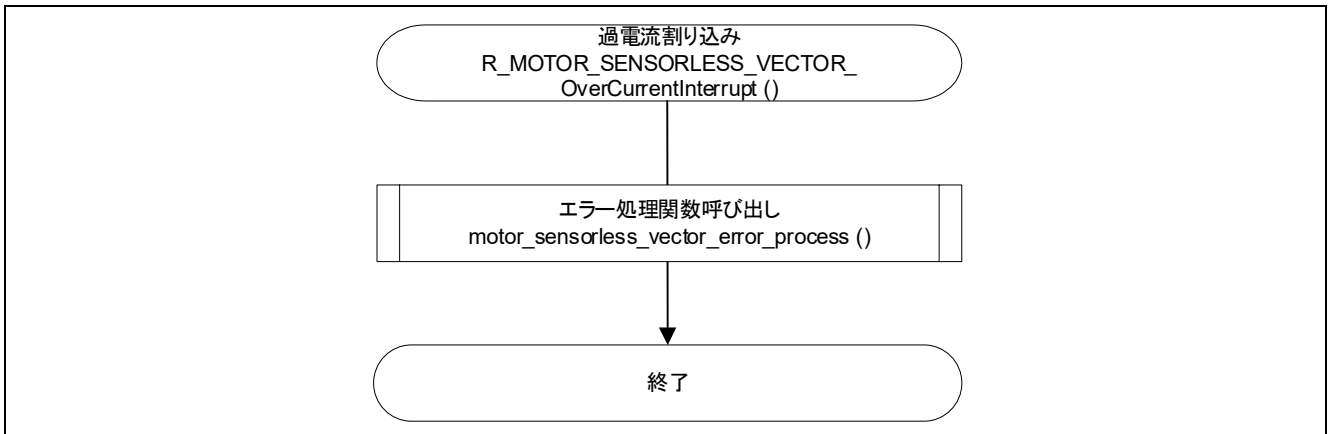 過電流割り込み
R_MOTOR_SENSORLESS_VECTOR_
OverCurrentInterrupt ()
エラー処理関数呼び出し
motor_sensorless_vector_error_process ()
終了